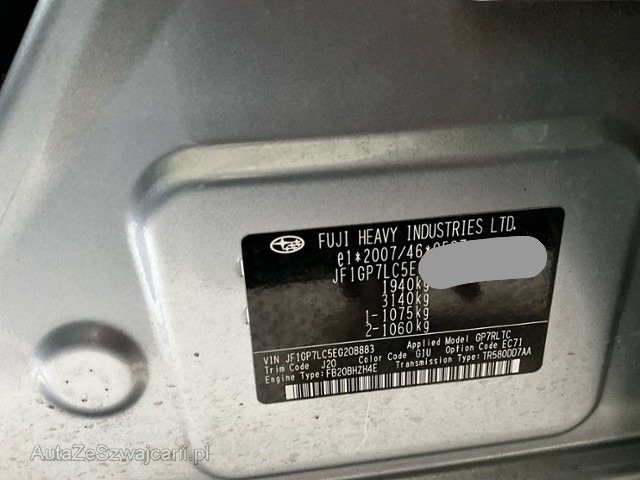 FUJI HEAVY INDUSTRIES LTD.
e1*2007/46*
JF1GP7LC5E
1940kg
3140kg
1-1075kg
2-1060kg
VIN JF1GP7LC5EG208883 Applied Model GP7RLTC
Trim Code J20 Color Code G1U Option Code EC71
Engine Type FB20BHZH4E Transmission Type TR580DD7AA
AutaZeSzwajcarii.pl